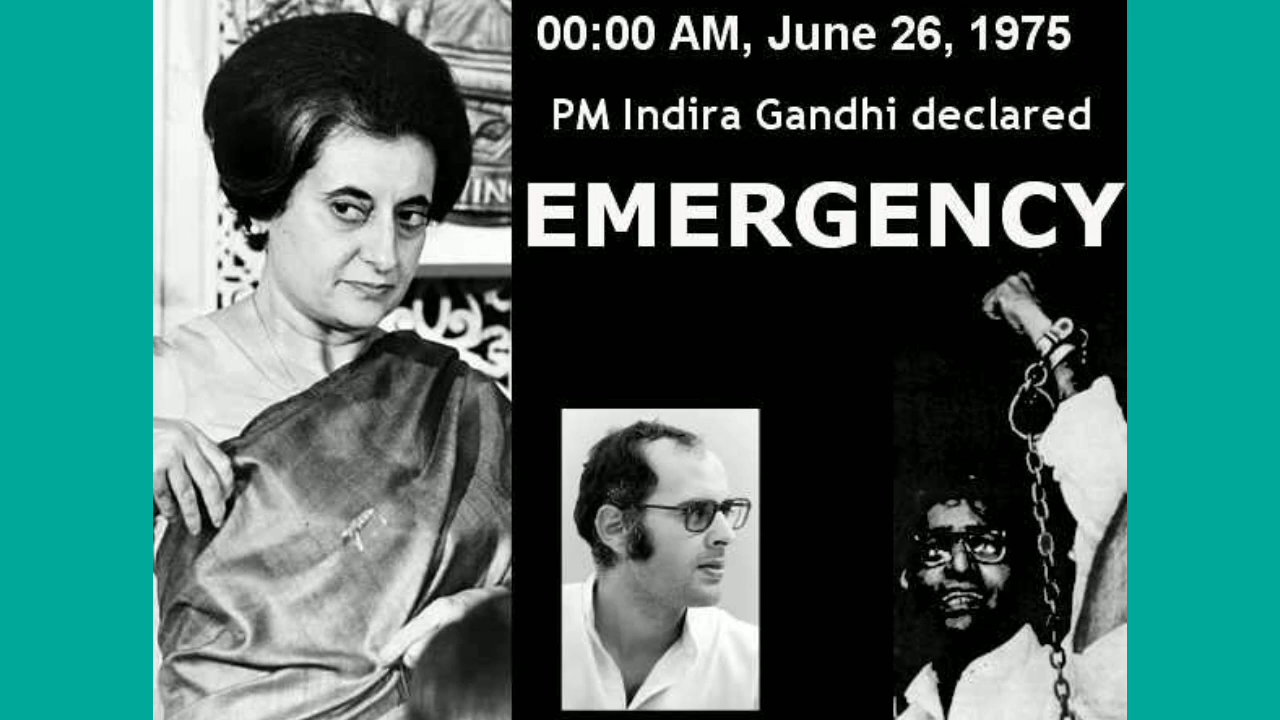 00:00 AM, June 26, 1975
PM Indira Gandhi declared
EMERGENCY